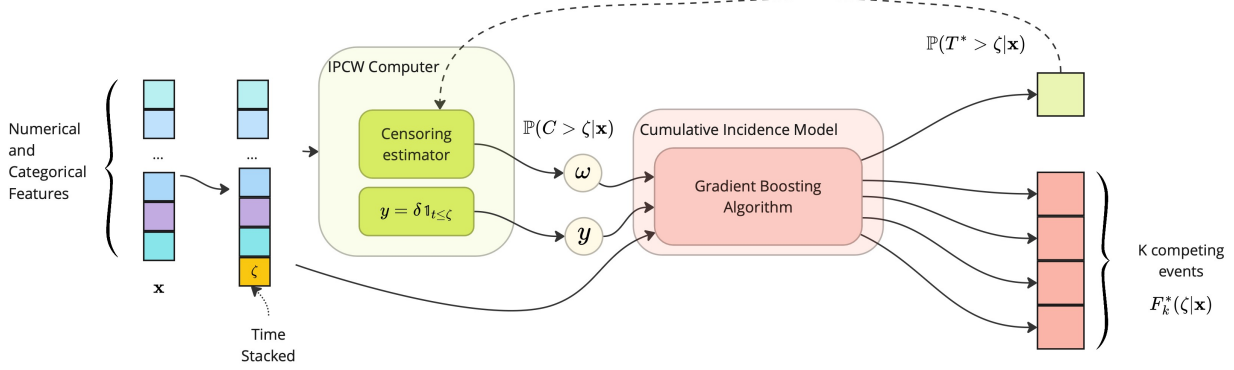 Numerical
and
Categorical
Features
...
x
...
ζ
Time
Stacked
IPCW Computer
Censoring
estimator
y = δ 𝟙_{t≤ζ}
ℙ(C > ζ|x)
ω
y
Cumulative Incidence Model
Gradient Boosting
Algorithm
ℙ(T* > ζ|x)
K competing
events
F*_k(ζ|x)